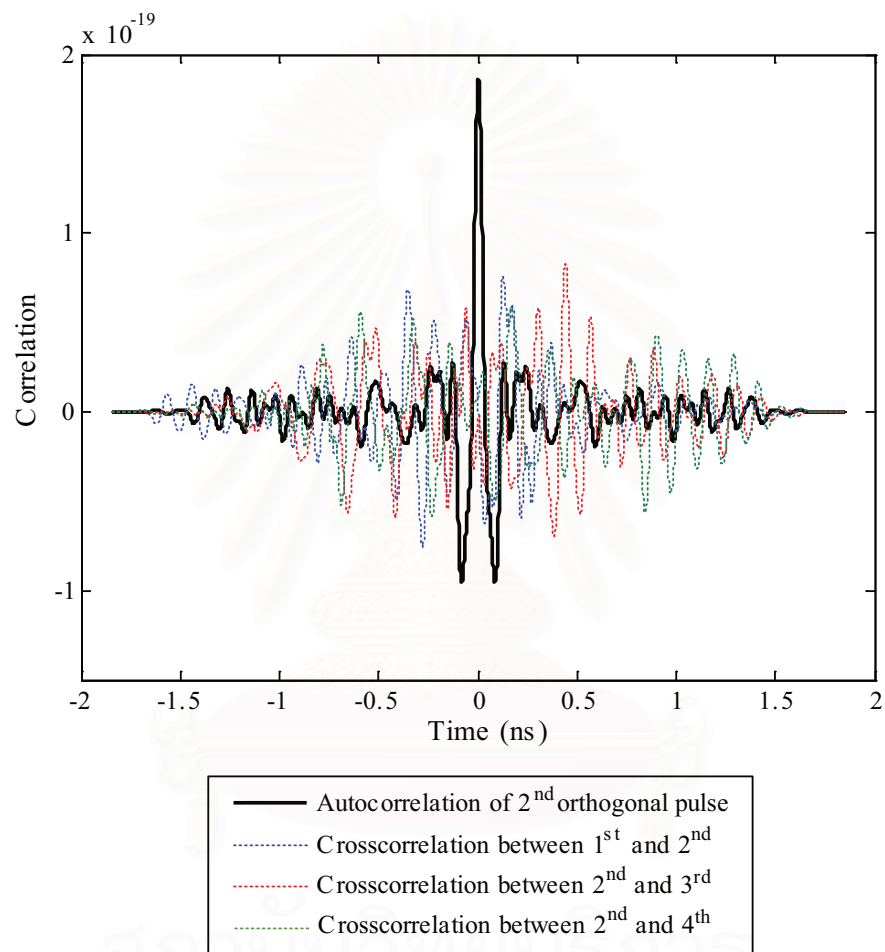 x 10^-19
2
1
0
-1
Correlation
-2 -1.5 -1 -0.5 0 0.5 1 1.5 2
Time (ns)
Autocorrelation of 2nd orthogonal pulse
Crosscorrelation between 1st and 2nd
Crosscorrelation between 2nd and 3rd
Crosscorrelation between 2nd and 4th